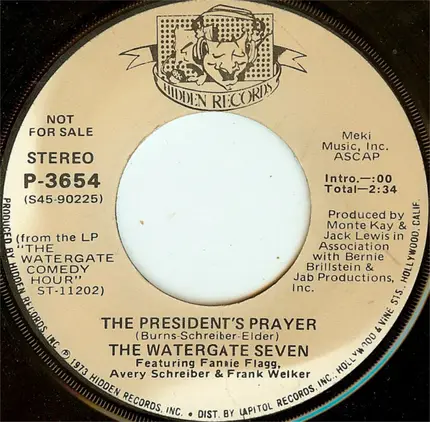 HIDDEN RECORDS
NOT
FOR SALE
STEREO
P-3654
(S45-90225)
(from the LP
"THE
WATERGATE
COMEDY
HOUR"
ST-11202)
Meki
Music, Inc.
ASCAP
Intro.—:00
Total—2:34
Produced by
Monte Kay &
Jack Lewis in
Association
with Bernie
Brillstein &
Jab Productions,
Inc.
THE PRESIDENT'S PRAYER
(Burns-Schreiber-Elder)
THE WATERGATE SEVEN
Featuring Fannie Flagg,
Avery Schreiber & Frank Welker
PRODUCED BY HIDDEN RECORDS, INC. ℗ 1973 HIDDEN RECORDS, INC. • DIST. BY CAPITOL RECORDS, INC., HOLLYWOOD & VINE STS., HOLLYWOOD, CALIF.